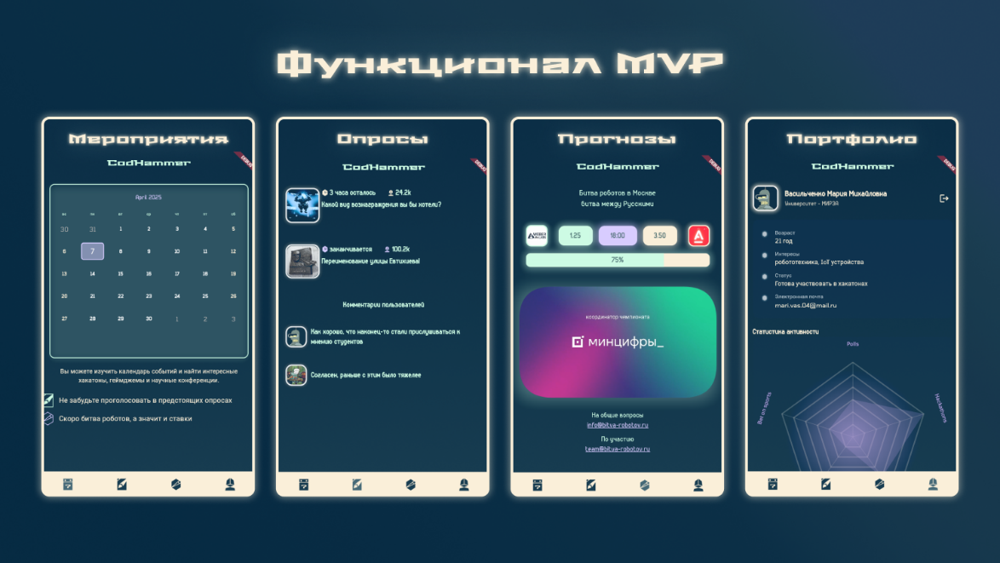 Функционал MVP
Мероприятия
CodHammer
DEBUG
April 2025
вс пн вт ср чт пт сб
30 31 1 2 3 4 5
6 7 8 9 10 11 12
13 14 15 16 17 18 19
20 21 22 23 24 25 26
27 28 29 30 1 2 3
Вы можете изучить календарь событий и найти интересные
хакатоны, геймджемы и научные конференции.
Не забудьте проголосовать в предстоящих опросах
Скоро битва роботов, а значит и ставки
Опросы
CodHammer
DEBUG
3 часа осталось 24.2k
Какой вид вознаграждения вы бы хотели?
заканчивается 100.2k
Переименование улицы Евтихиева!
Комментарии пользователей
Как хорошо, что наконец-то стали прислушиваться к
мнению студентов
Согласен, раньше с этим было тяжелее
Прогнозы
CodHammer
DEBUG
Битва роботов в Москве
битва между Русскими
1.25 18:00 3.50
75%
координатор чемпионата
минцифры_
На общие вопросы
info@bitva-robotov.ru
По участию
team@bitva-robotov.ru
Портфолио
CodHammer
DEBUG
Васильченко Мария Михайловна
Университет - МИРЭА
Возраст
21 год
Интересы
робототехника, IoT устройства
Статус
Готова участвовать в хакатонах
Электронная почта
mari.vas.04@mail.ru
Статистика активности
Polls
Bet on sports
Hackathons